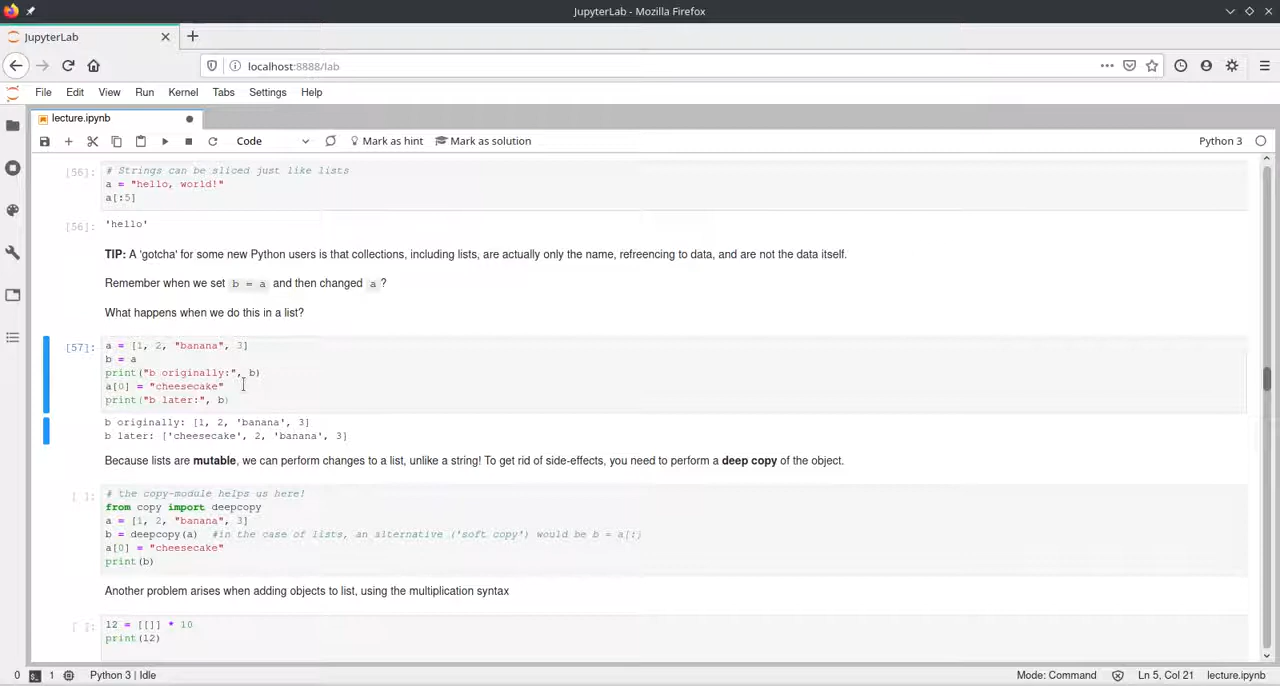 JupyterLab - Mozilla Firefox
JupyterLab
localhost:8888/lab
File Edit View Run Kernel Tabs Settings Help
lecture.ipynb
Code Mark as hint Mark as solution Python 3
[56]: # Strings can be sliced just like lists
a = "hello, world!"
a[:5]
[56]: 'hello'
TIP: A 'gotcha' for some new Python users is that collections, including lists, are actually only the name, refreencing to data, and are not the data itself.
Remember when we set b = a and then changed a ?
What happens when we do this in a list?
[57]: a = [1, 2, "banana", 3]
b = a
print("b originally:", b)
a[0] = "cheesecake"
print("b later:", b)
b originally: [1, 2, 'banana', 3]
b later: ['cheesecake', 2, 'banana', 3]
Because lists are mutable, we can perform changes to a list, unlike a string! To get rid of side-effects, you need to perform a deep copy of the object.
[ ]: # the copy-module helps us here!
from copy import deepcopy
a = [1, 2, "banana", 3]
b = deepcopy(a) #in the case of lists, an alternative ('soft copy') would be b = a[:]
a[0] = "cheesecake"
print(b)
Another problem arises when adding objects to list, using the multiplication syntax
[ ]: l2 = [[]] * 10
print(l2)
0 1 Python 3 | Idle Mode: Command Ln 5, Col 21 lecture.ipynb